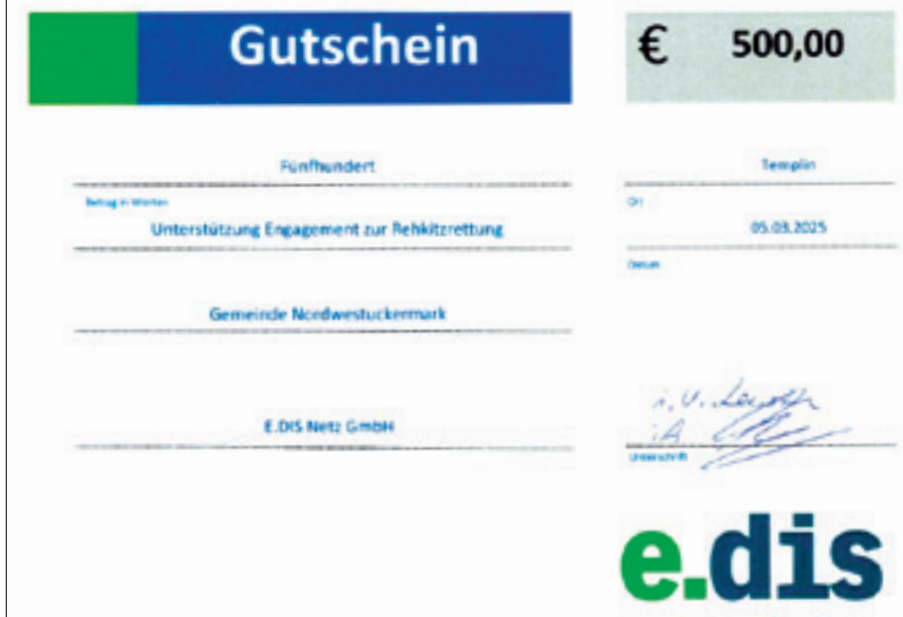 Gutschein
€ 500,00
Fünfhundert
Betrag in Worten
Unterstützung Engagement zur Rehkitzrettung
Gemeinde Nordwestuckermark
E.DIS Netz GmbH
Templin
Ort
05.03.2025
Datum
i.V.
i.A.
Unterschrift
e.dis